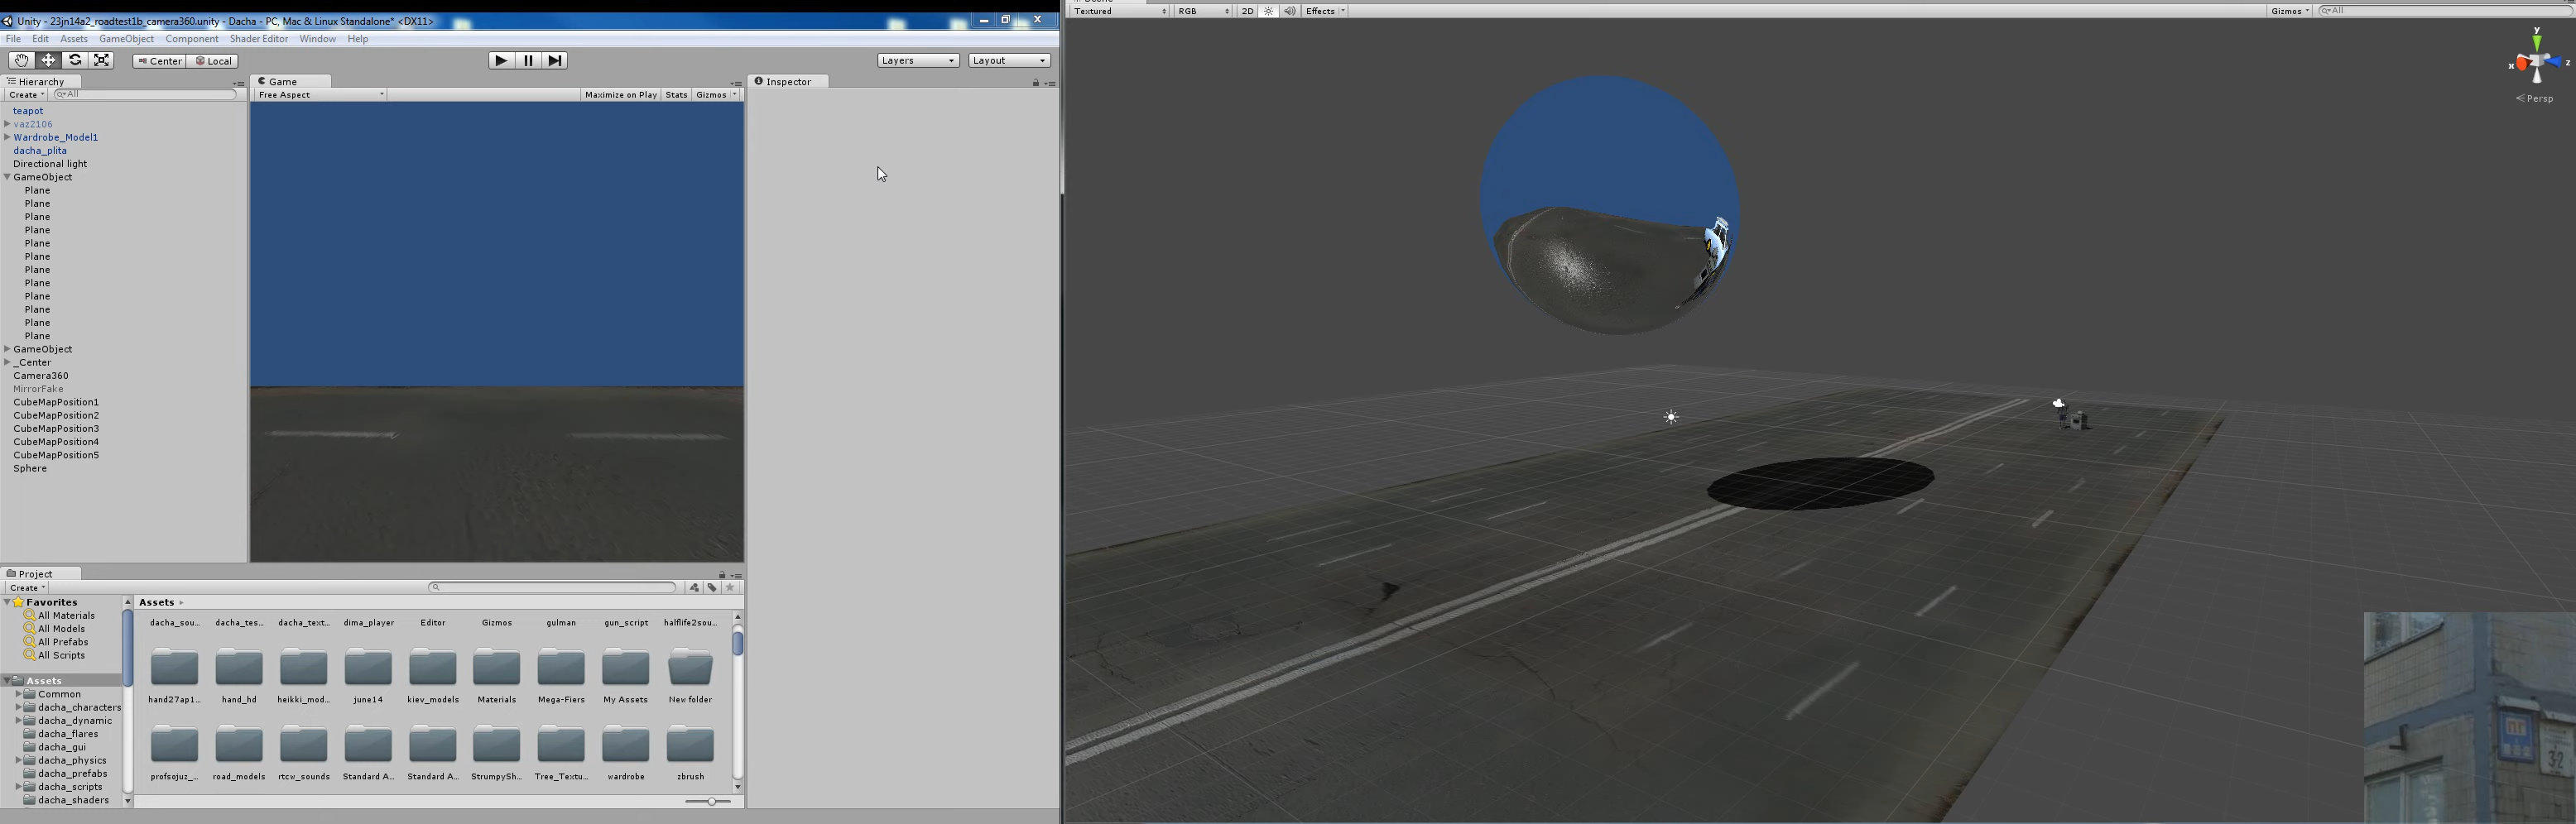 Unity - 23jn14a2_roadtest1b_camera360.unity - Dacha - PC, Mac & Linux Standalone* <DX11>
File Edit Assets GameObject Component Shader Editor Window Help
Center Local
Layers Layout
Hierarchy
Create All
teapot
vaz2106
Wardrobe_Model1
dacha_plita
Directional light
GameObject
Plane
Plane
Plane
Plane
Plane
Plane
Plane
Plane
Plane
Plane
Plane
Plane
GameObject
_Center
Camera360
MirrorFake
CubeMapPosition1
CubeMapPosition2
CubeMapPosition3
CubeMapPosition4
CubeMapPosition5
Sphere
Game
Free Aspect Maximize on Play Stats Gizmos
Inspector
Project
Create
Favorites
All Materials
All Models
All Prefabs
All Scripts
Assets
Common
dacha_characters
dacha_dynamic
dacha_flares
dacha_gui
dacha_physics
dacha_prefabs
dacha_scripts
dacha_shaders
Assets
dacha_sou... dacha_tes... dacha_text... dima_player Editor Gizmos gulman gun_script halflife2sou...
hand27ap1... hand_hd heikki_mod... june14 kiev_models Materials Mega-Fiers My Assets New folder
profsojuz_... road_models rtcw_sounds Standard A... Standard A... StrumpySh... Tree_Textu... wardrobe zbrush
Textured RGB 2D Effects Gizmos All
y
x z
Persp
32